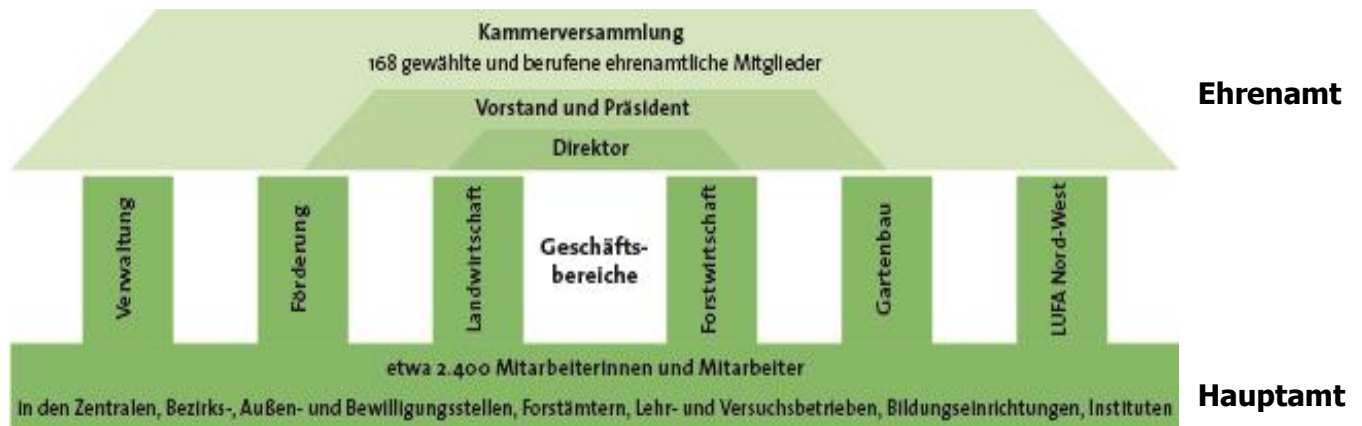 Kammerversammlung
168 gewählte und berufene ehrenamtliche Mitglieder
Ehrenamt
Vorstand und Präsident
Direktor
Verwaltung
Förderung
Landwirtschaft
Geschäfts-
bereiche
Forstwirtschaft
Gartenbau
LUFA Nord-West
etwa 2.400 Mitarbeiterinnen und Mitarbeiter
in den Zentralen, Bezirks-, Außen- und Bewilligungsstellen, Forstämtern, Lehr- und Versuchsbetrieben, Bildungseinrichtungen, Instituten
Hauptamt